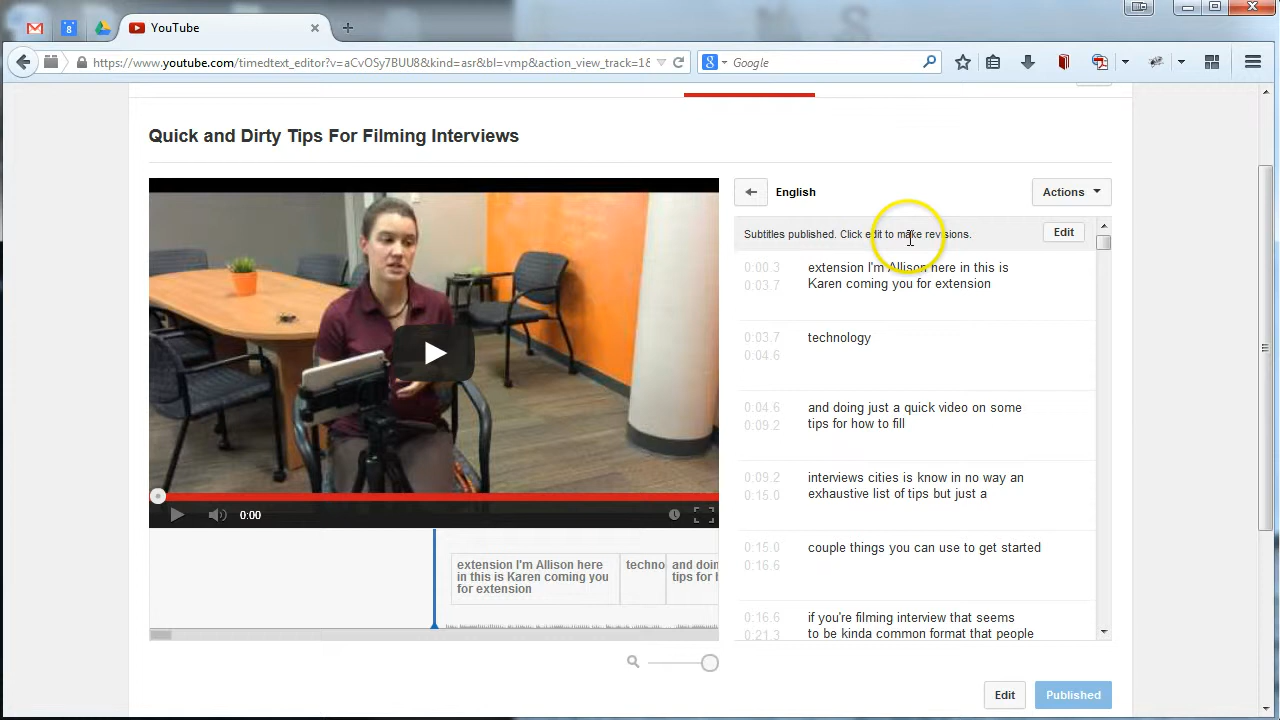 YouTube
https://www.youtube.com/timedtext_editor?v=aCvOSy7BUU8&kind=asr&bl=vmp&action_view_track=1&
Google
Quick and Dirty Tips For Filming Interviews
English
Actions
Subtitles published. Click edit to make revisions.
Edit
0:00.3
0:03.7
extension I'm Allison here in this is
Karen coming you for extension
0:03.7
0:04.6
technology
0:04.6
0:09.2
and doing just a quick video on some
tips for how to fill
0:09.2
0:15.0
interviews cities is know in no way an
exhaustive list of tips but just a
0:15.0
0:16.6
couple things you can use to get started
0:16.6
0:21.3
if you're filming interview that seems
to be kinda common format that people
0:00
extension I'm Allison here
in this is Karen coming you
for extension
techno
and doin
tips for h
Edit
Published